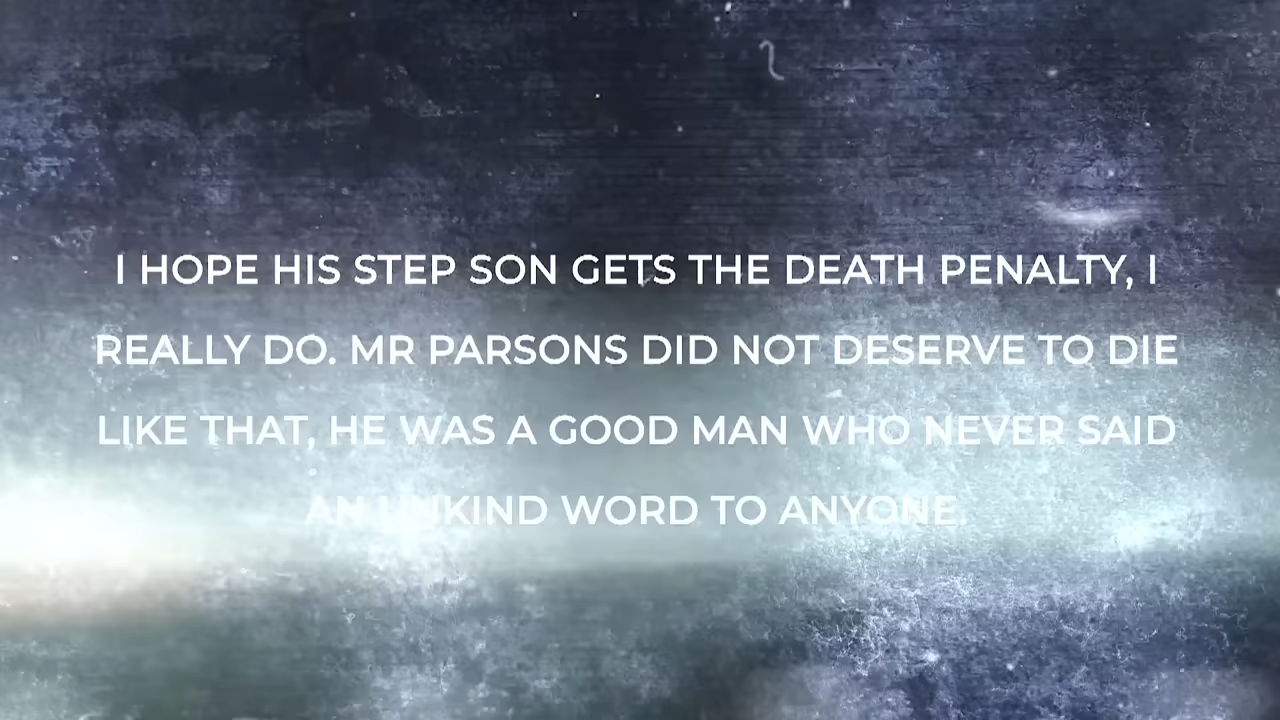 I HOPE HIS STEP SON GETS THE DEATH PENALTY, I
REALLY DO. MR PARSONS DID NOT DESERVE TO DIE
LIKE THAT, HE WAS A GOOD MAN WHO NEVER SAID
AN UNKIND WORD TO ANYONE.